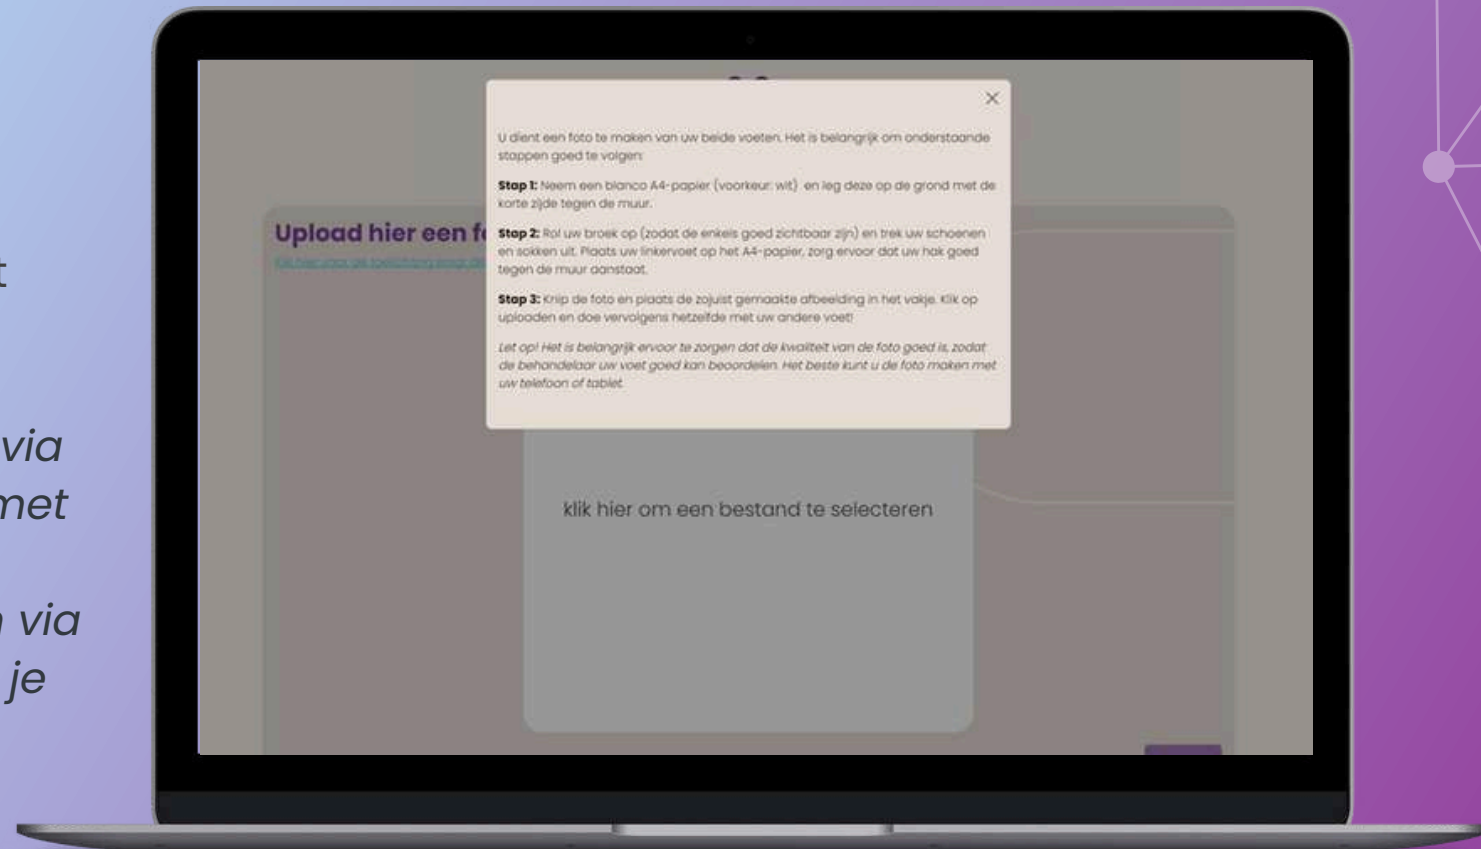 t
via
met
n via
je
U dient een foto te maken van uw beide voeten. Het is belangrijk om onderstaande
stappen goed te volgen:
Stap 1: Neem een blanco A4-papier (voorkeur: wit) en leg deze op de grond met de
korte zijde tegen de muur.
Upload hier een fo
Stap 2: Rol uw broek op (zodat de enkels goed zichtbaar zijn) en trek uw schoenen
en sokken uit. Plaats uw linkervoet op het A4-papier, zorg ervoor dat uw hak goed
tegen de muur aanstaat.
Stap 3: Knip de foto en plaats de zojuist gemaakte afbeelding in het vakje. Klik op
uploaden en doe vervolgens hetzelfde met uw andere voet!
Let op! Het is belangrijk ervoor te zorgen dat de kwaliteit van de foto goed is, zodat
de behandelaar uw voet goed kan beoordelen. Het beste kunt u de foto maken met
uw telefoon of tablet.
klik hier om een bestand te selecteren